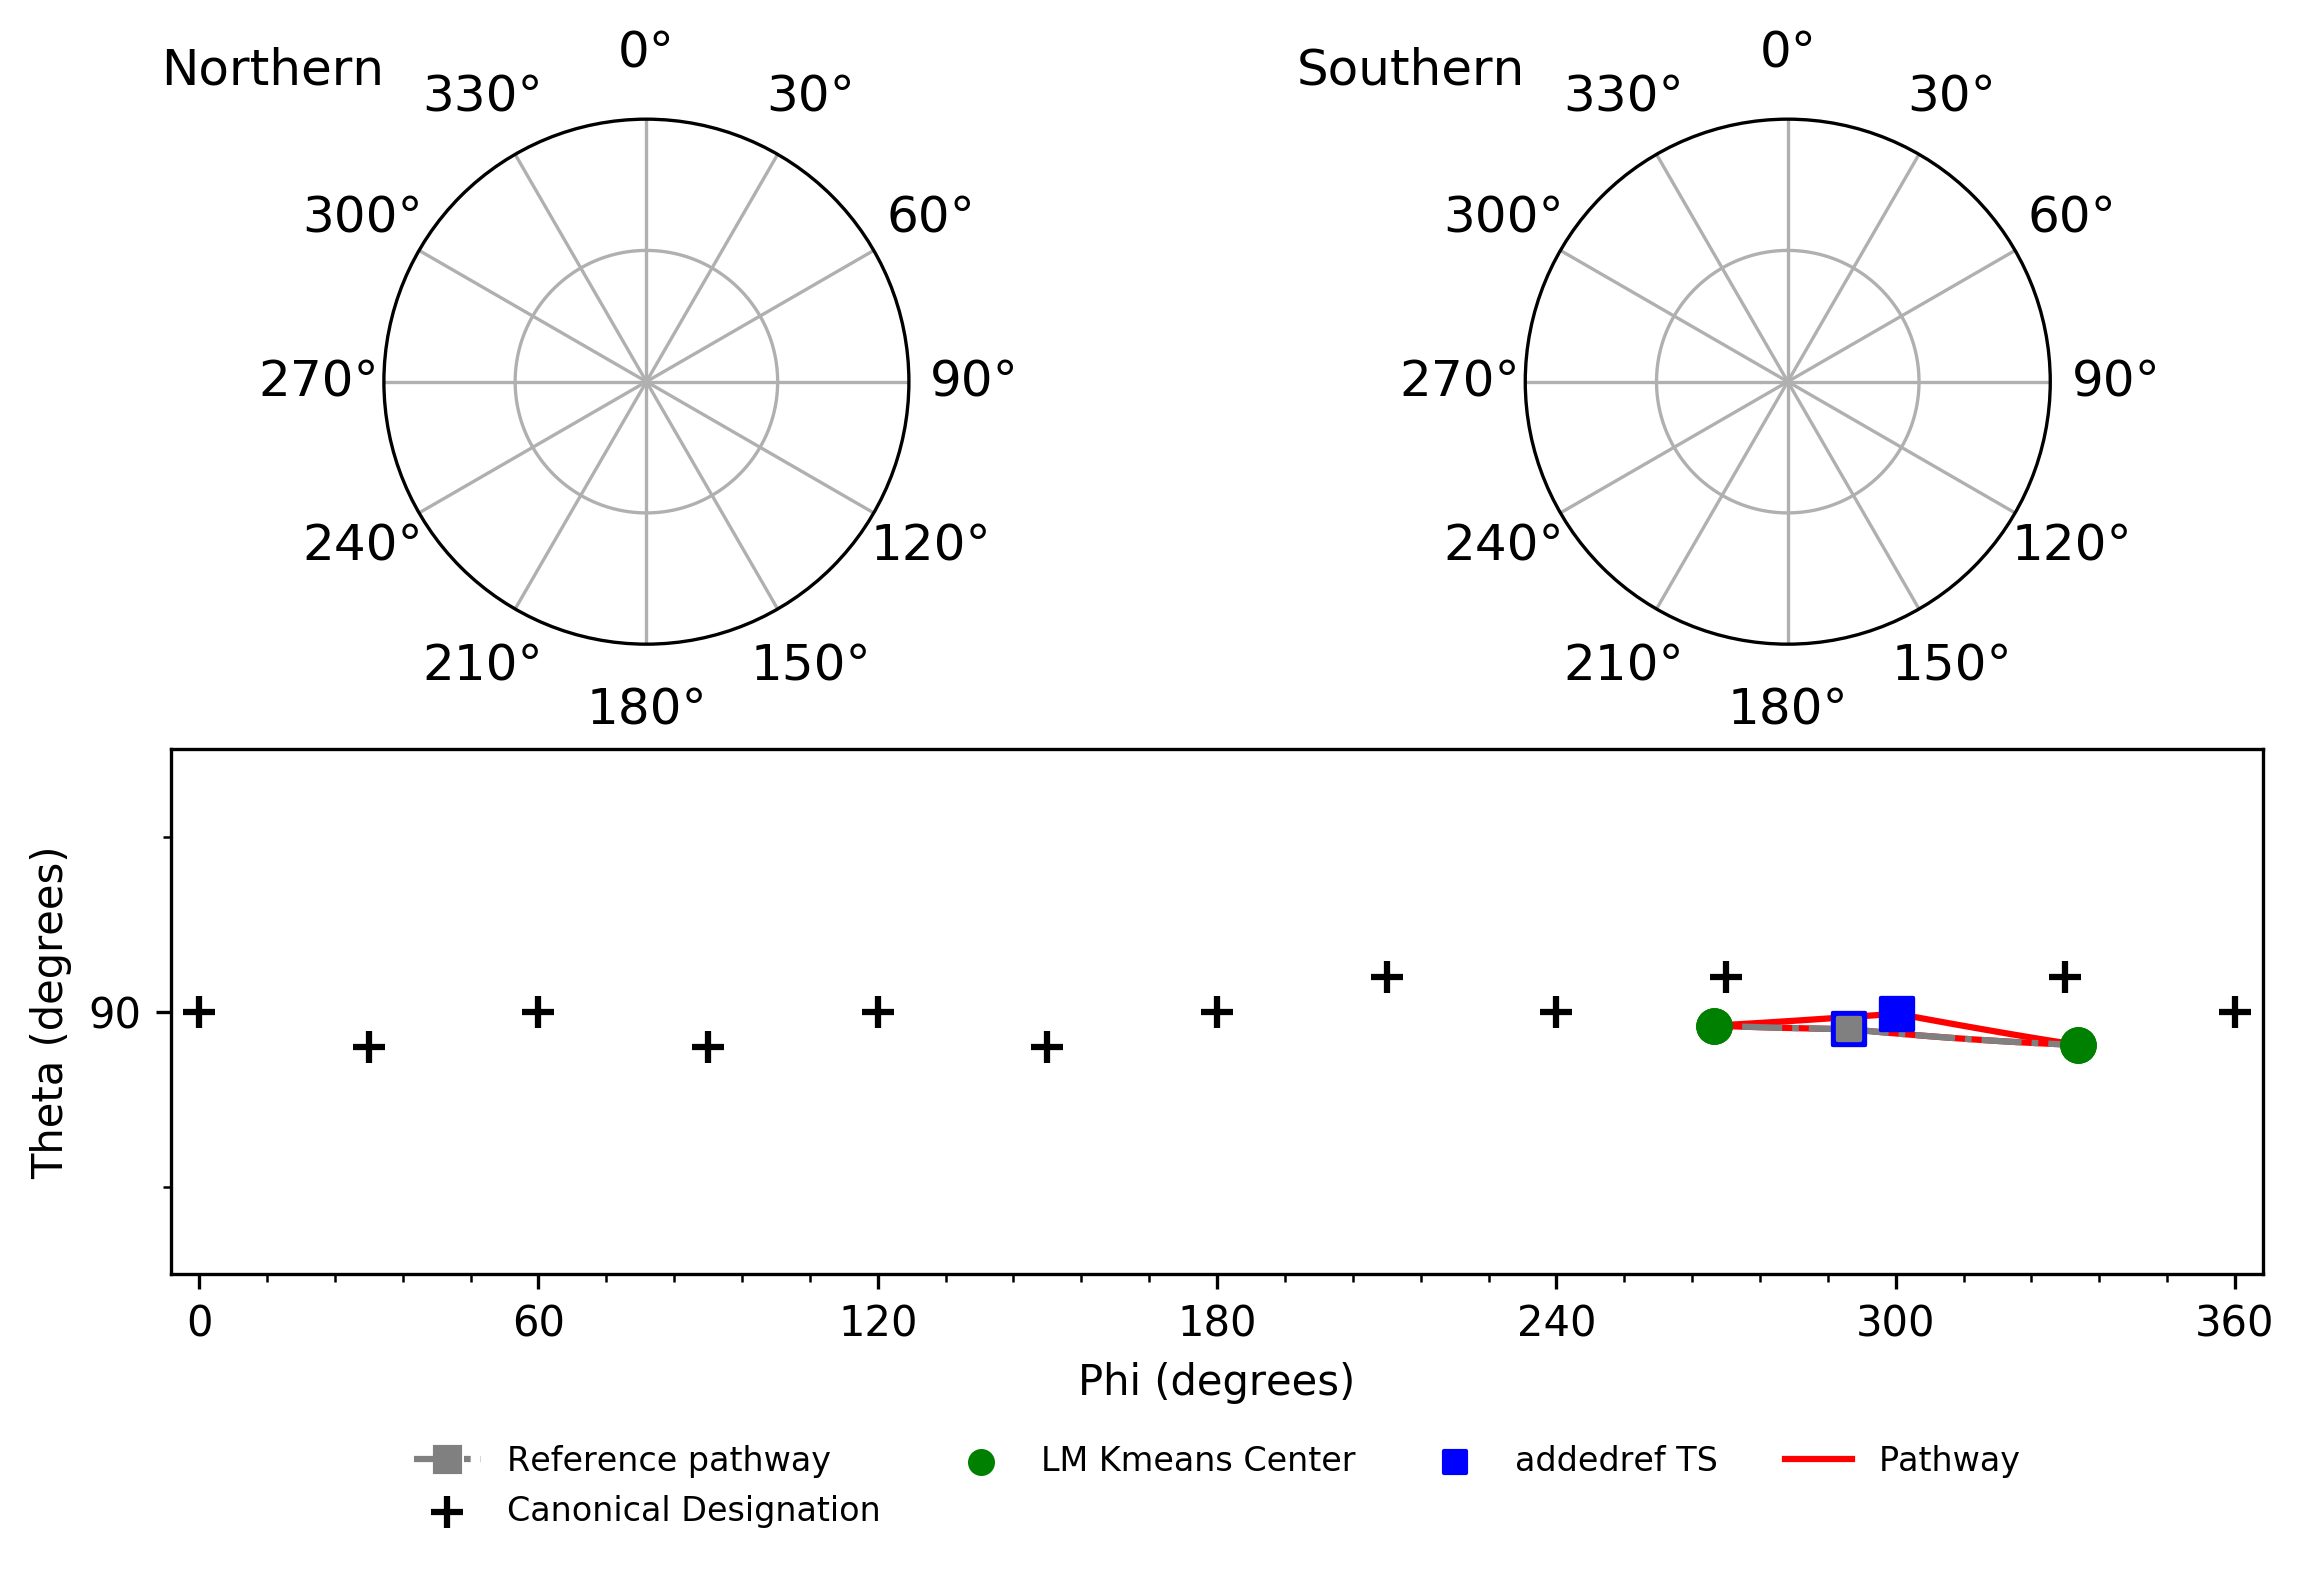 Northern
0°
30°
60°
90°
120°
150°
180°
210°
240°
270°
300°
330°
Southern
0°
30°
60°
90°
120°
150°
180°
210°
240°
270°
300°
330°
Theta (degrees)
90
0 60 120 180 240 300 360
Phi (degrees)
Reference pathway
Canonical Designation
LM Kmeans Center
addedref TS
Pathway